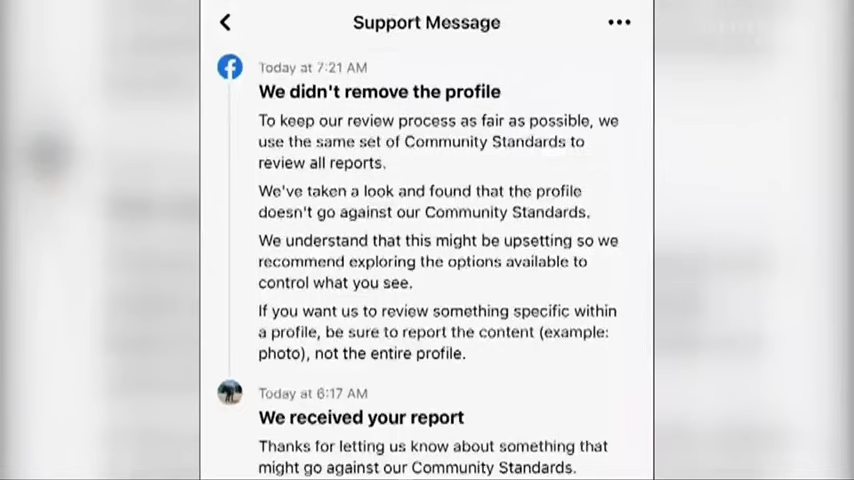 Support Message
Today at 7:21 AM
We didn't remove the profile
To keep our review process as fair as possible, we
use the same set of Community Standards to
review all reports.
We've taken a look and found that the profile
doesn't go against our Community Standards.
We understand that this might be upsetting so we
recommend exploring the options available to
control what you see.
If you want us to review something specific within
a profile, be sure to report the content (example:
photo), not the entire profile.
Today at 6:17 AM
We received your report
Thanks for letting us know about something that
might go against our Community Standards.